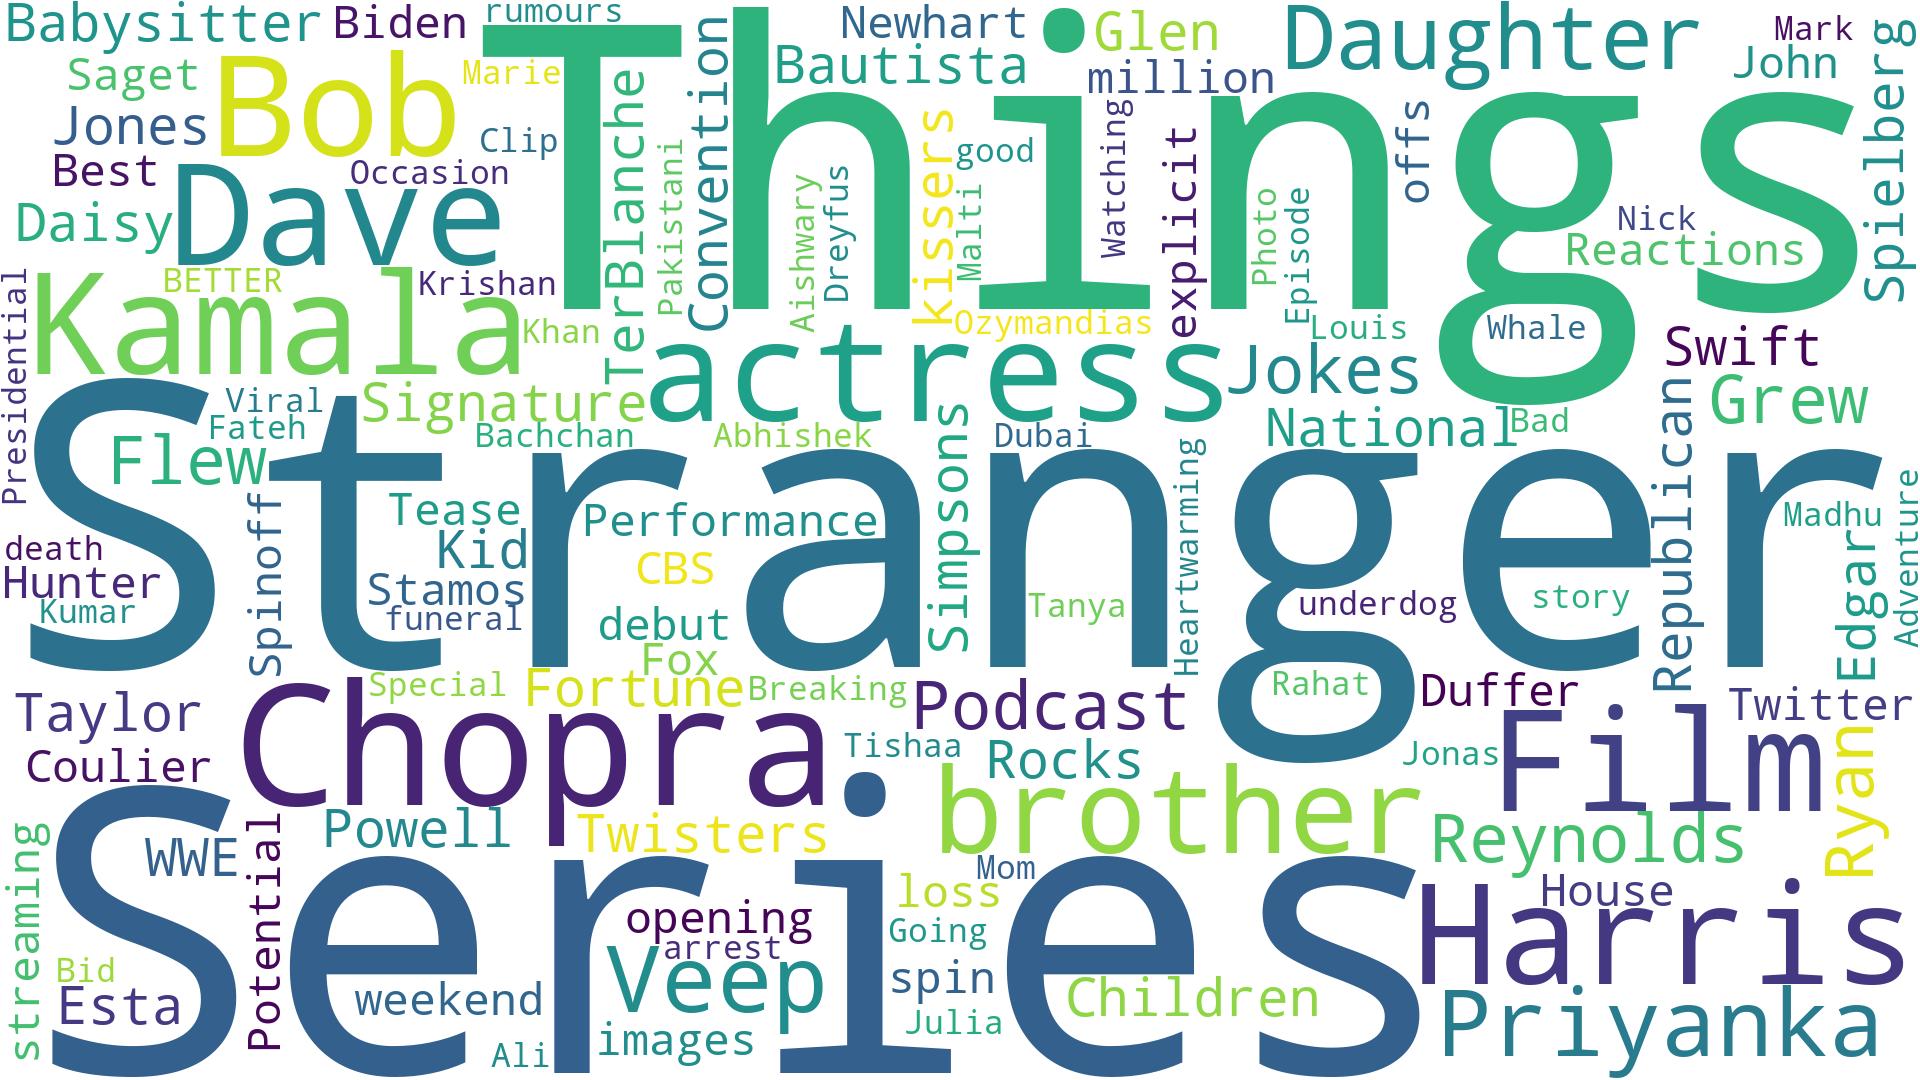 Babysitter
Biden
rumours
Newhart
Glen
Daughter
Mark
Saget
Bob
Marie
Things
Bautista
million
John
Spielberg
Jones
Clip
TerBlanche
Convention
kissers
good
Watching
explicit
offs
Best
Dave
Occasion
Pakistani
Aishwary
Dreyfus
Malti
Photo
Episode
Nick
Daisy
Reactions
BETTER
Krishan
Presidential
Kamala
Khan
Ozymandias
Louis
Whale
Swift
Viral
Signature
actress
Jokes
Grew
Fateh
Bachchan
Abhishek
Dubai
National
Bad
Republican
Flew
Stranger
Simpsons
Heartwarming
Spinoff
Tease
Performance
Madhu
Adventure
death
Kid
Hunter
Stamos
CBS
Edgar
Kumar
funeral
debut
Tanya
underdog
story
Fox
Special
Fortune
Breaking
Podcast
Rahat
Duffer
Twitter
Taylor
Chopra
Tishaa
Rocks
Jonas
Film
Ryan
Coulier
brother
streaming
WWE
Potential
Powell
Twisters
Reynolds
Series
Mom
loss
House
Harris
opening
Going
arrest
Bid
Veep
spin
Children
Esta
weekend
Julia
Priyanka
Ali
images